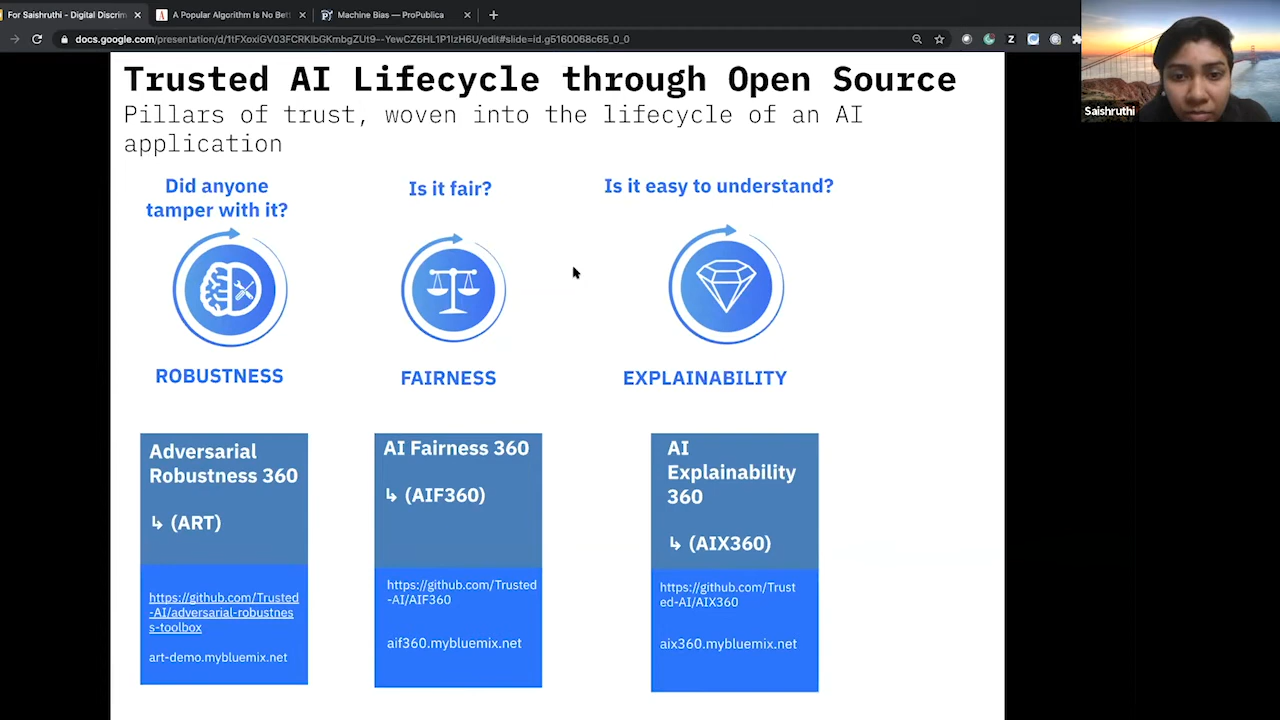 For Saishruthi - Digital Discrim
A Popular Algorithm Is No Bet
Machine Bias — ProPublica
docs.google.com/presentation/d/1tFXoxiGV03FCRKlbGKmbgZUt9--YewCZ6HL1P1IzH6U/edit#slide=id.g5160068c65_0_0
Saishruthi
Trusted AI Lifecycle through Open Source
Pillars of trust, woven into the lifecycle of an AI
application
Did anyone
tamper with it?
Is it fair?
Is it easy to understand?
ROBUSTNESS
FAIRNESS
EXPLAINABILITY
Adversarial
Robustness 360
↳ (ART)
https://github.com/Trusted
-AI/adversarial-robustnes
s-toolbox
art-demo.mybluemix.net
AI Fairness 360
↳ (AIF360)
https://github.com/Trusted
-AI/AIF360
aif360.mybluemix.net
AI
Explainability
360
↳ (AIX360)
https://github.com/Trust
ed-AI/AIX360
aix360.mybluemix.net